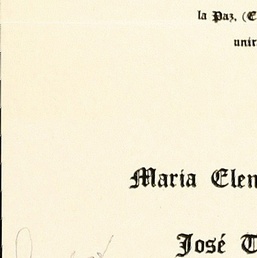 la Paz, (E
unir
Maria Elen
José T